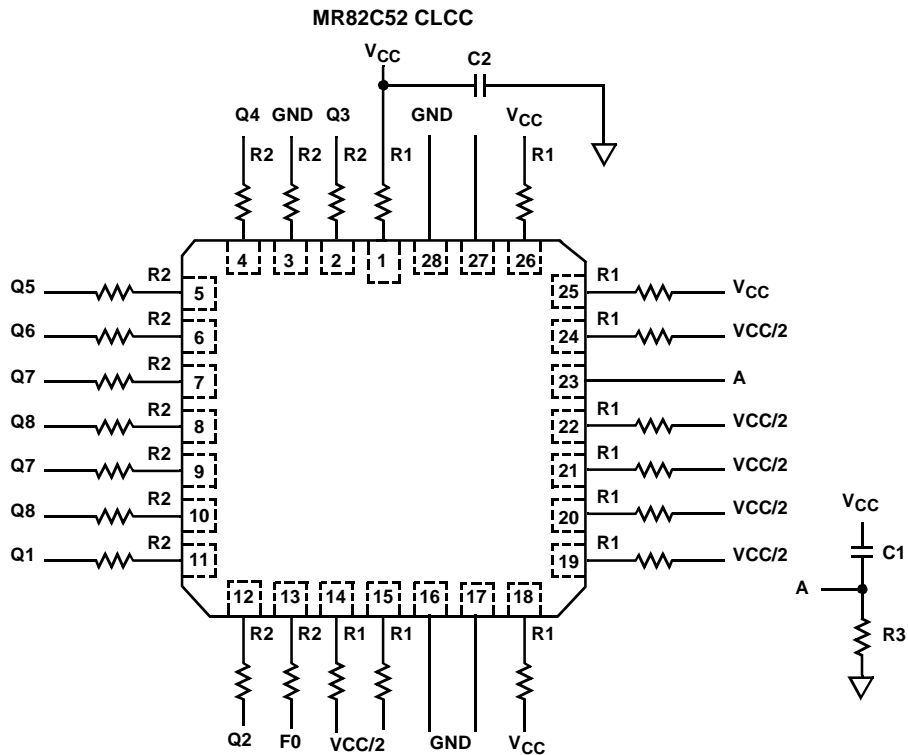 MR82C52 CLCC
VCC
C2
Q4 GND Q3 GND VCC
R2 R2 R2 R1 R1
4 3 2 1 28 27 26
Q5 R2 5 25 R1 VCC
Q6 R2 6 24 R1 VCC/2
Q7 R2 7 23 A
Q8 R2 8 22 R1 VCC/2
Q7 R2 9 21 R1 VCC/2
Q8 R2 10 20 R1 VCC/2
Q1 R2 11 19 R1 VCC/2
12 13 14 15 16 17 18
R2 R2 R1 R1 R1
Q2 F0 VCC/2 GND VCC
VCC
C1
A
R3